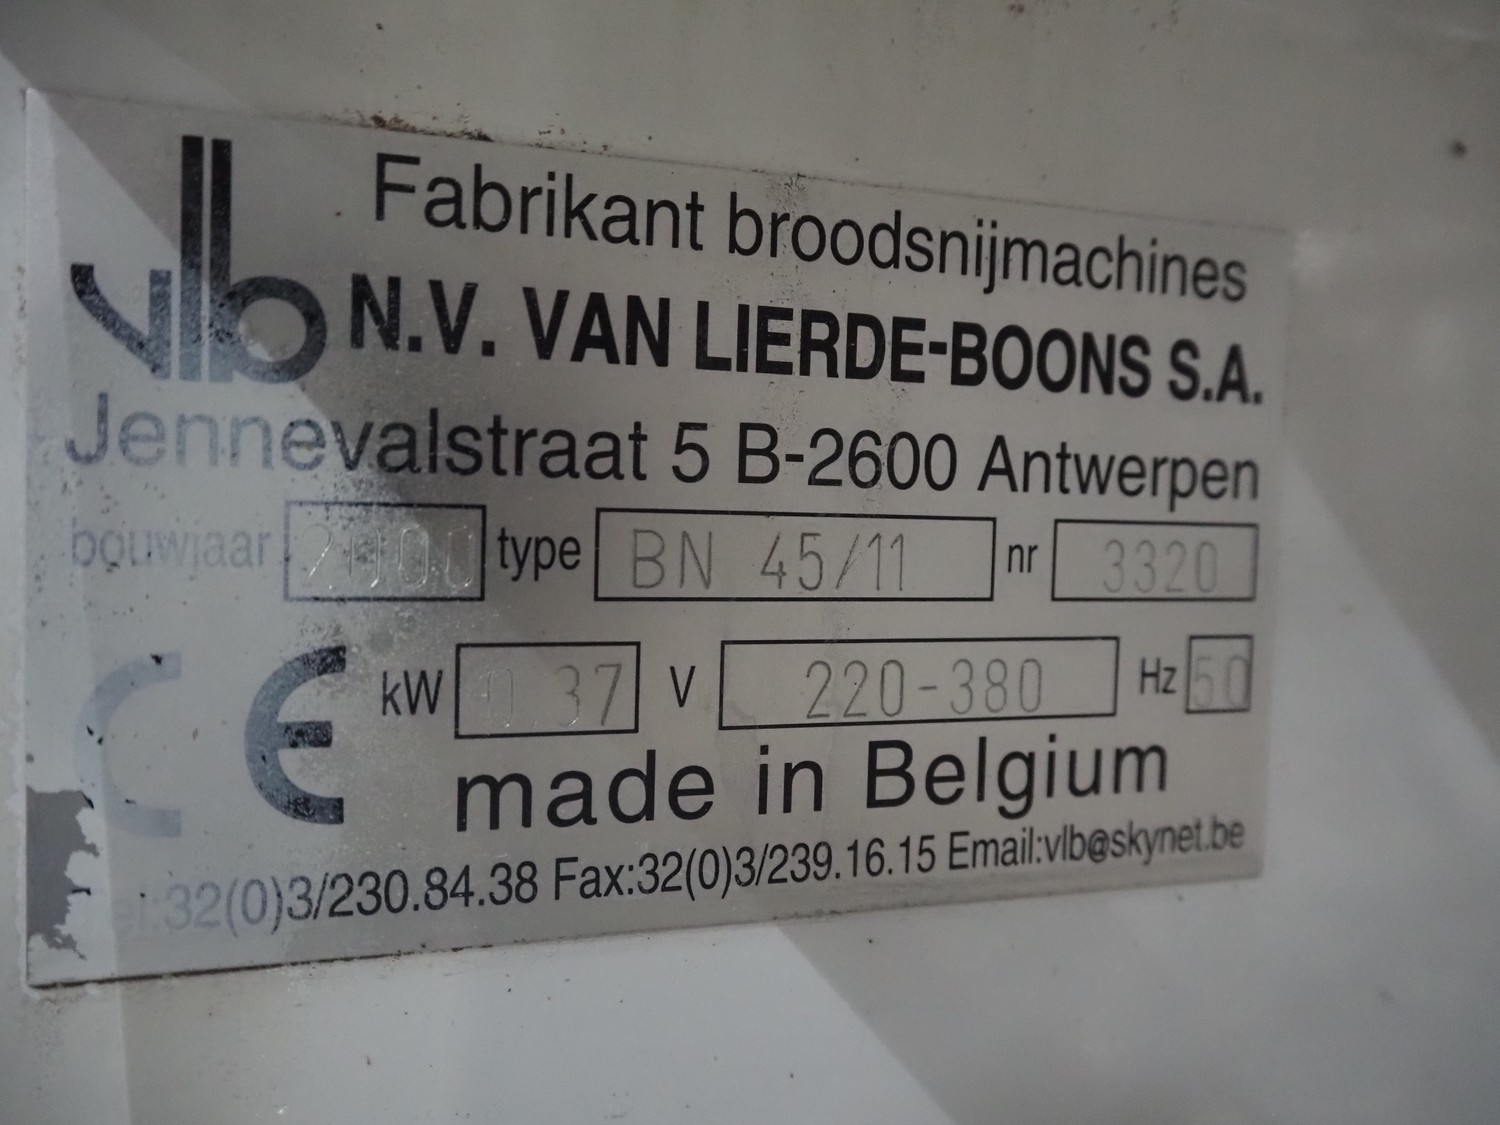 vlb
Fabrikant broodsnijmachines
N.V. VAN LIERDE-BOONS S.A.
Jennevalstraat 5 B-2600 Antwerpen
bouwjaar 2000 type BN 45/11 nr 3320
CE kW 0.37 V 220-380 Hz 50
made in Belgium
Tel:32(0)3/230.84.38 Fax:32(0)3/239.16.15 Email:vlb@skynet.be